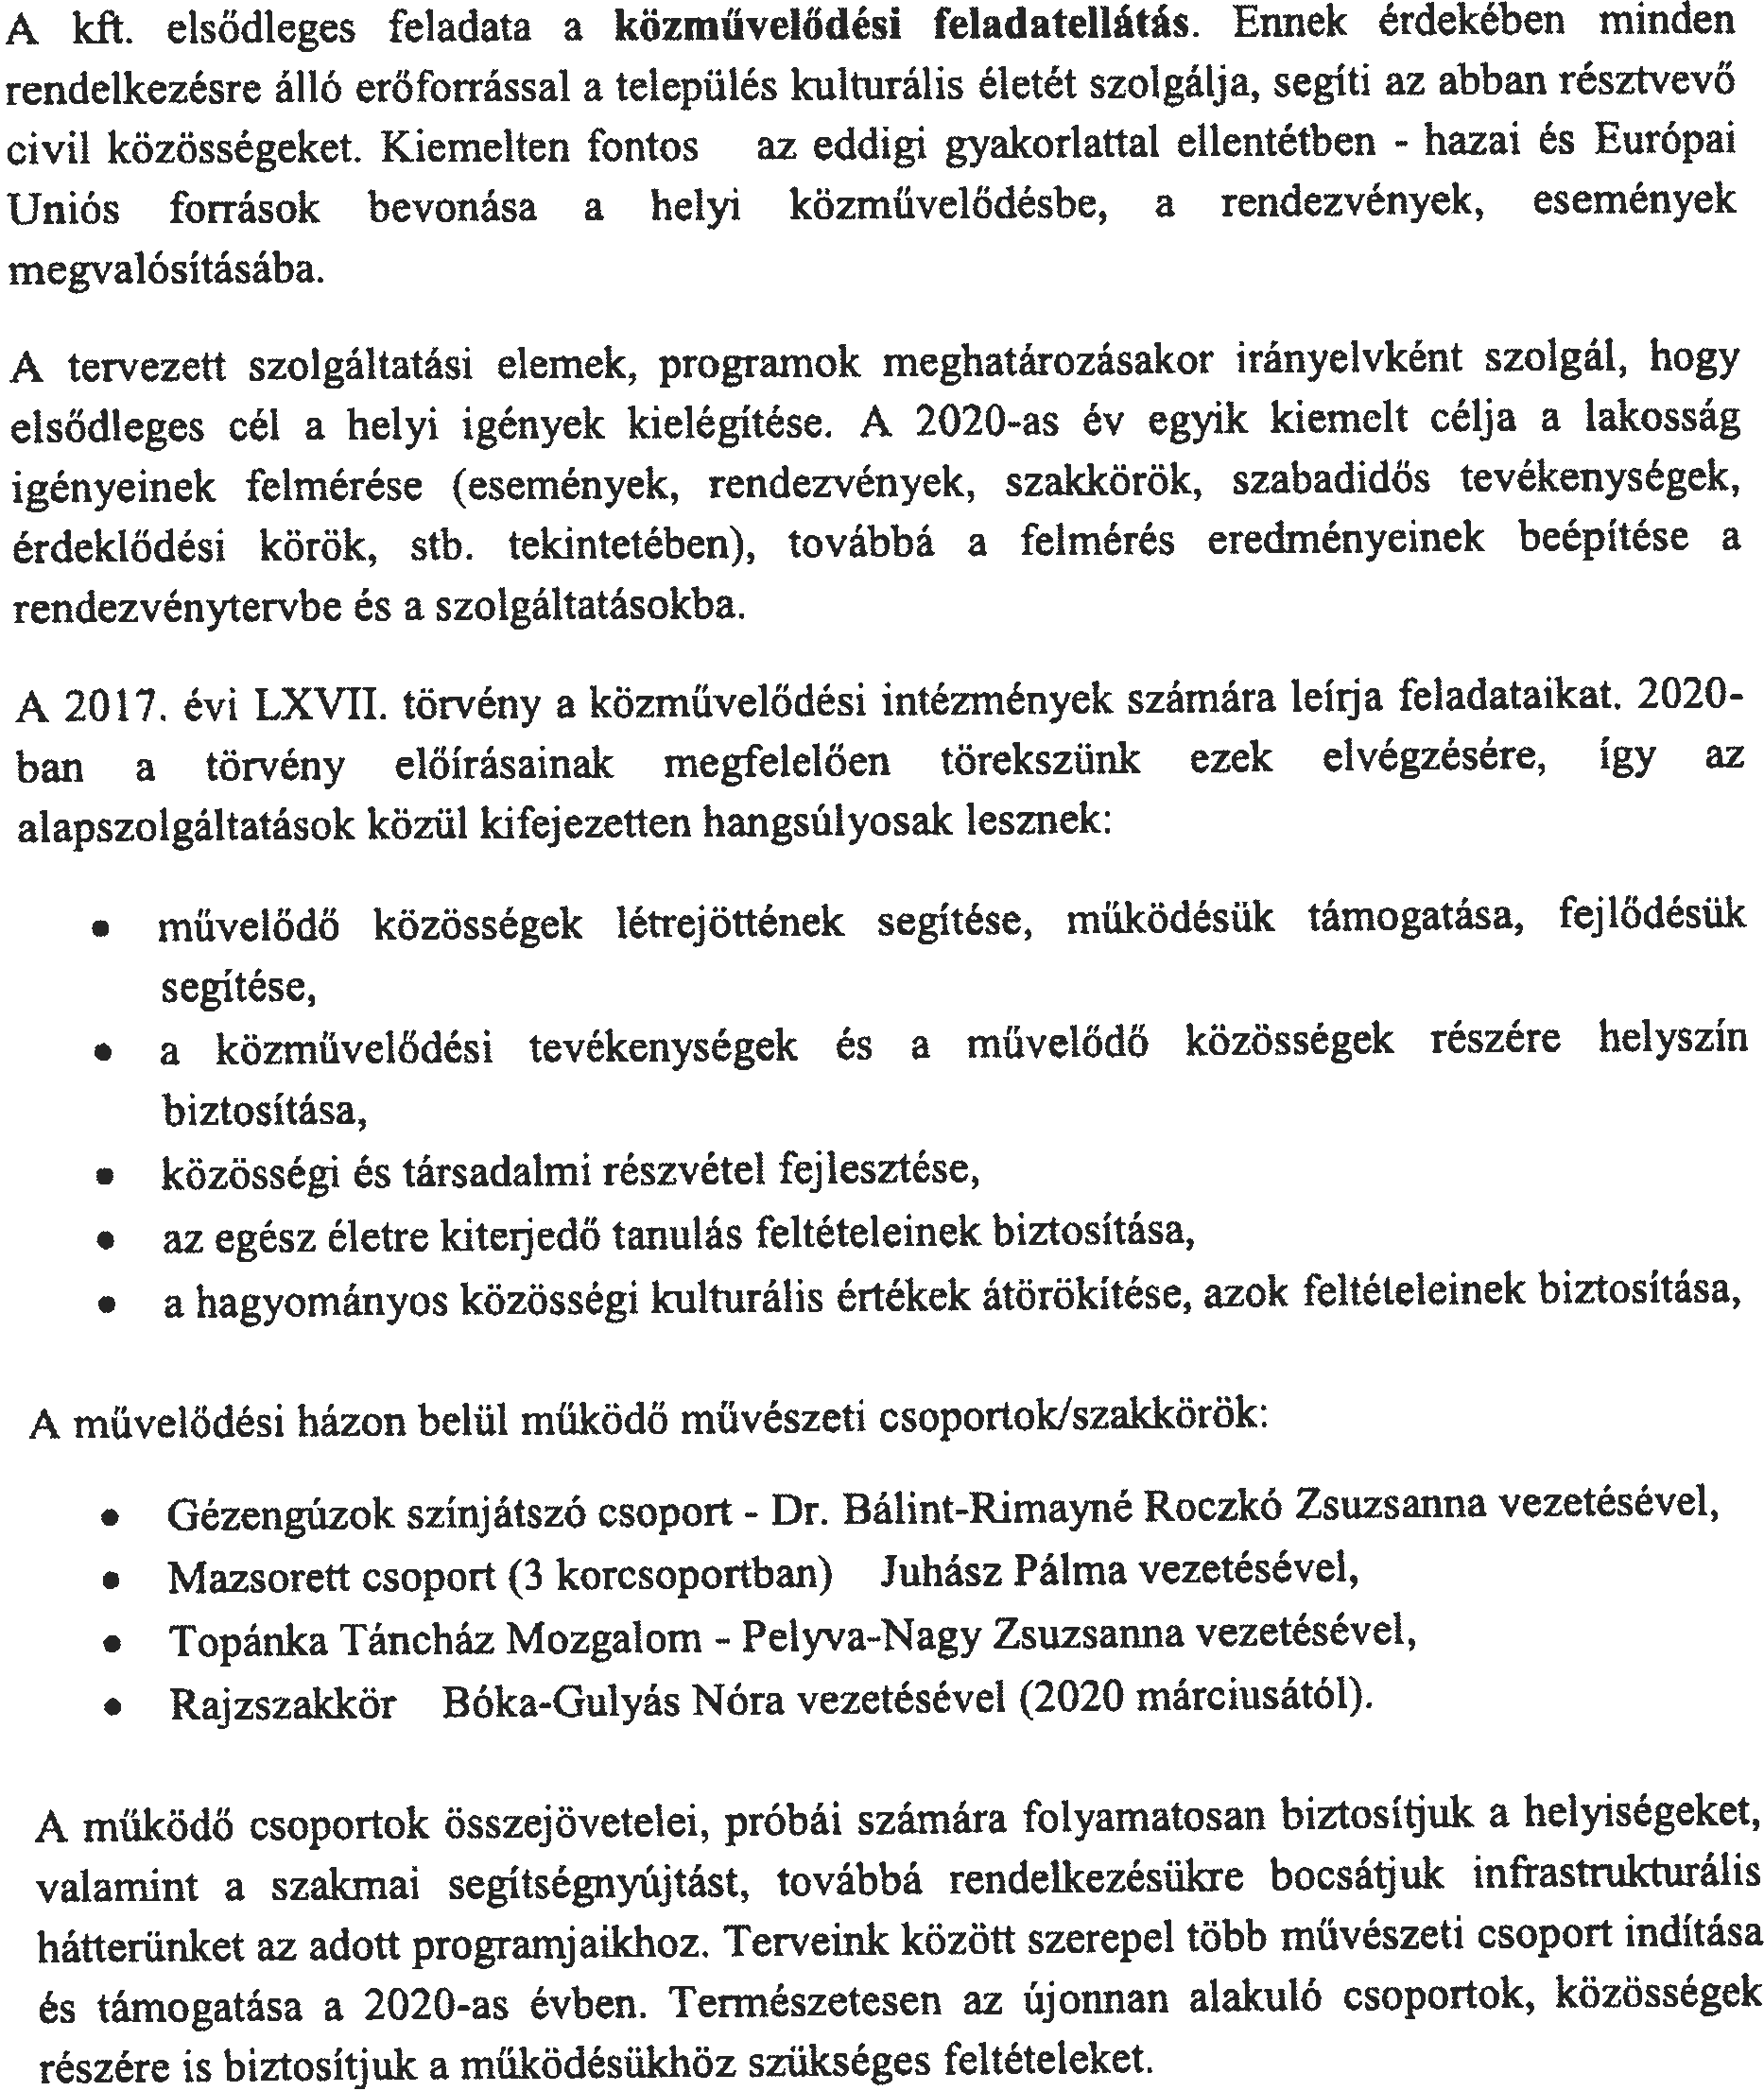 A kft. elsődleges feladata a közművelődési feladatellátás. Ennek érdekében minden
rendelkezésre álló erőforrással a település kulturális életét szolgálja, segíti az abban résztvevő
civil közösségeket. Kiemelten fontos az eddigi gyakorlattal ellentétben - hazai és Európai
Uniós források bevonása a helyi közművelődésbe, a rendezvények, események
megvalósításába.
A tervezett szolgáltatási elemek, programok meghatározásakor irányelvként szolgál, hogy
elsődleges cél a helyi igények kielégítése. A 2020-as év egyik kiemelt célja a lakosság
igényeinek felmérése (események, rendezvények, szakkörök, szabadidős tevékenységek,
érdeklődési körök, stb. tekintetében), továbbá a felmérés eredményeinek beépítése a
rendezvénytervbe és a szolgáltatásokba.
A 2017. évi LXVII. törvény a közművelődési intézmények számára leírja feladataikat. 2020-
ban a törvény előírásainak megfelelően törekszünk ezek elvégzésére, így az
alapszolgáltatások közül kifejezetten hangsúlyosak lesznek:
• művelődő közösségek létrejöttének segítése, működésük támogatása, fejlődésük
segítése,
• a közművelődési tevékenységek és a művelődő közösségek részére helyszín
biztosítása,
• közösségi és társadalmi részvétel fejlesztése,
• az egész életre kiterjedő tanulás feltételeinek biztosítása,
• a hagyományos közösségi kulturális értékek átörökítése, azok feltételeinek biztosítása,
A művelődési házon belül működő művészeti csoportok/szakkörök:
• Gézengúzok színjátszó csoport - Dr. Bálint-Rimayné Roczkó Zsuzsanna vezetésével,
• Mazsorett csoport (3 korcsoportban) Juhász Pálma vezetésével,
• Topánka Táncház Mozgalom - Pelyva-Nagy Zsuzsanna vezetésével,
• Rajzszakkör Bóka-Gulyás Nóra vezetésével (2020 márciusától).
A működő csoportok összejövetelei, próbái számára folyamatosan biztosítjuk a helyiségeket,
valamint a szakmai segítségnyújtást, továbbá rendelkezésükre bocsátjuk infrastrukturális
hátterünket az adott programjaikhoz. Terveink között szerepel több művészeti csoport indítása
és támogatása a 2020-as évben. Természetesen az újonnan alakuló csoportok, közösségek
részére is biztosítjuk a működésükhöz szükséges feltételeket.